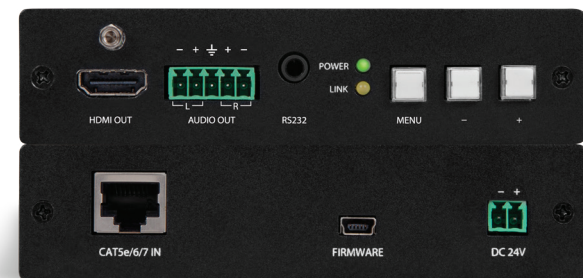 − + ⏚ + −
POWER
LINK
L R
HDMI OUT AUDIO OUT RS232 MENU − +
− +
CAT5e/6/7 IN FIRMWARE DC 24V